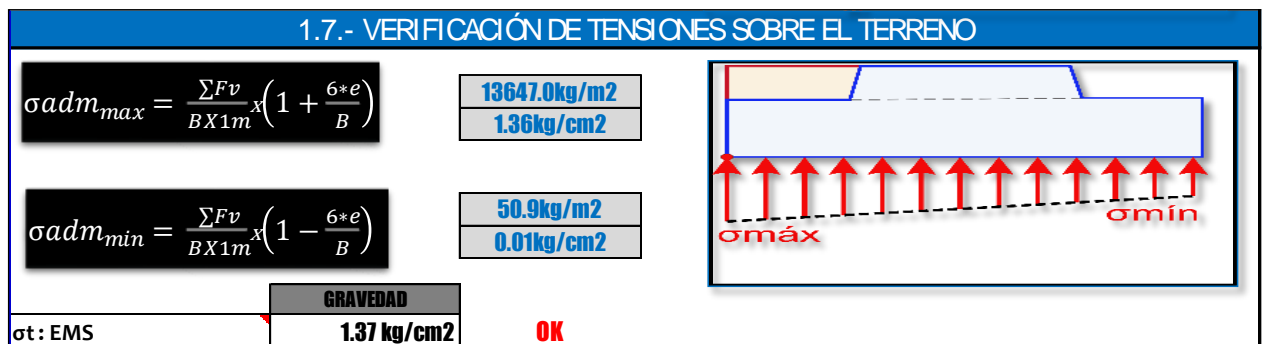 1.7.- VERIFICACIÓN DE TENSIONES SOBRE EL TERRENO
σadm_max = ∑Fv/BX1m x(1 + 6*e/B)
13647.0kg/m2
1.36kg/cm2
σadm_min = ∑Fv/BX1m x(1 − 6*e/B)
50.9kg/m2
0.01kg/cm2
σmáx
σmín
GRAVEDAD
σt : EMS
1.37 kg/cm2
OK